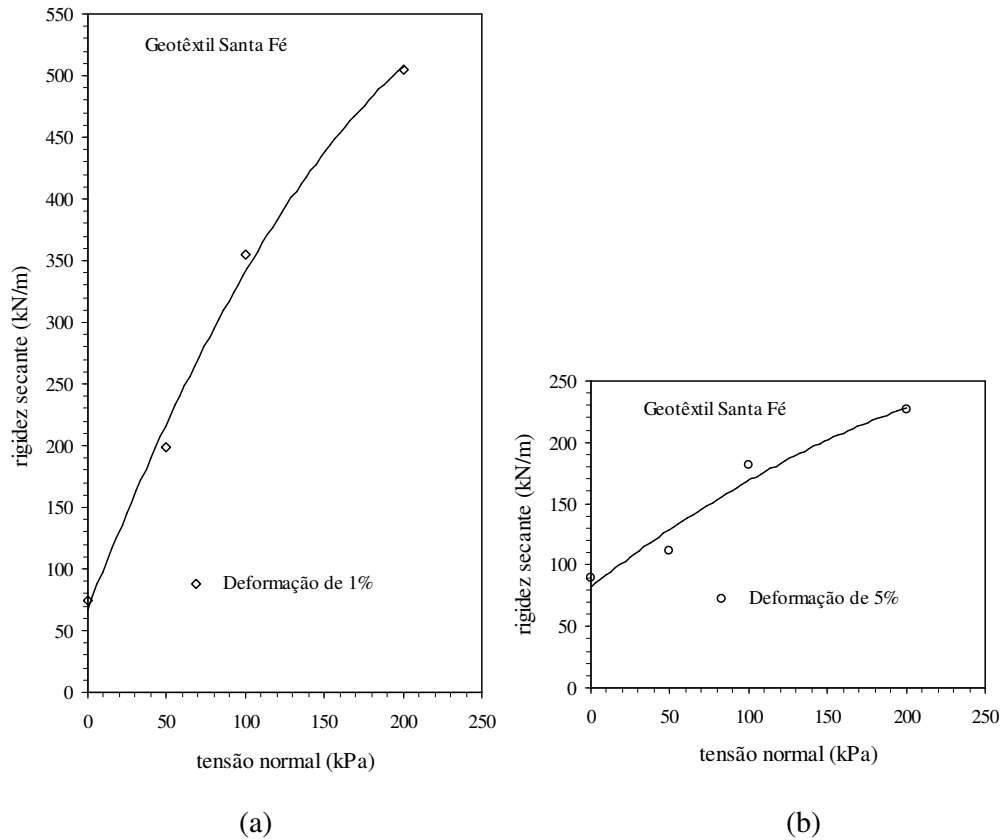 550
500
450
400
350
300
250
200
150
100
50
0
rigidez secante (kN/m)
Geotêxtil Santa Fé
Deformação de 1%
0 50 100 150 200 250
tensão normal (kPa)
(a)
250
200
150
100
50
0
rigidez secante (kN/m)
Geotêxtil Santa Fé
Deformação de 5%
0 50 100 150 200 250
tensão normal (kPa)
(b)